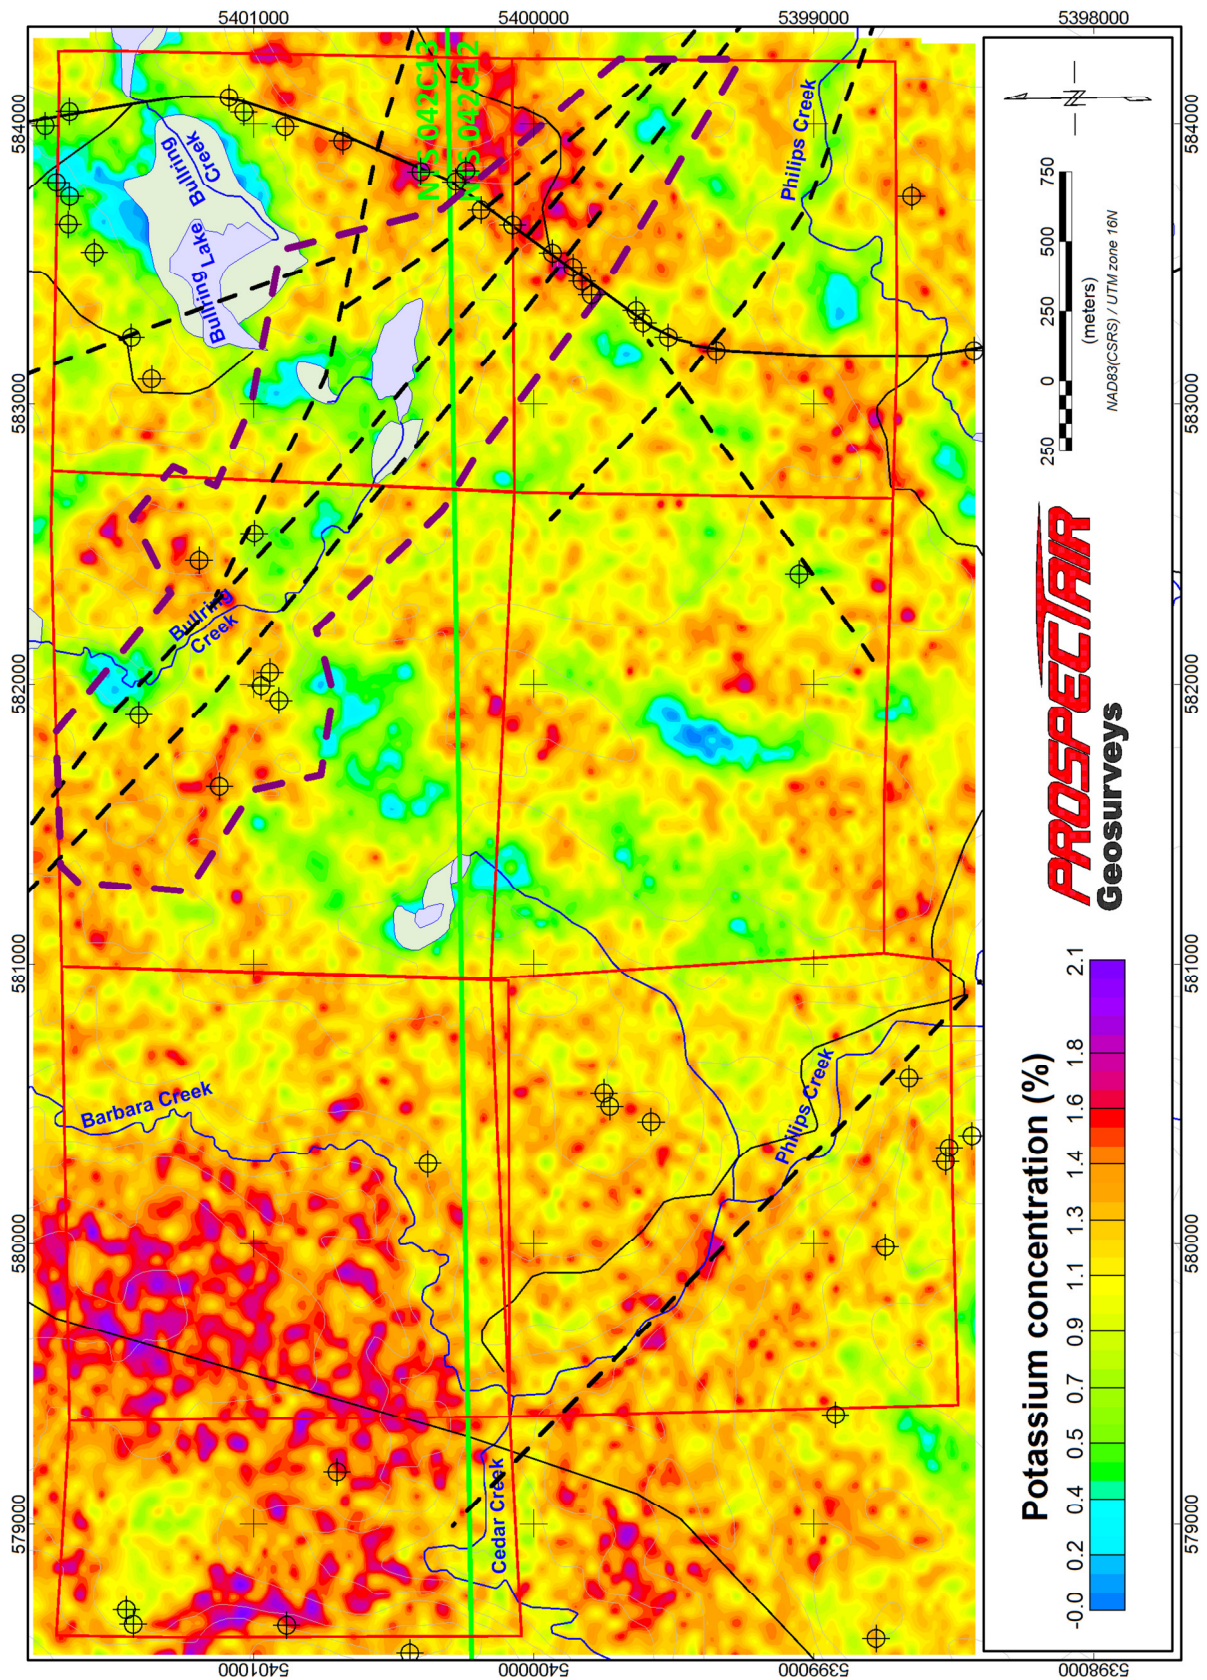 5401000
5400000
5399000
5398000
584000
583000
582000
581000
580000
579000
584000
583000
582000
581000
580000
579000
5401000
5400000
5399000
5398000
NTS 042C13
NTS 042C12
Bullring Lake
Bullring
Creek
Philips Creek
Bullring
Creek
Barbara Creek
Philips Creek
Cedar Creek
N
250 0 250 500 750
(meters)
NAD83(CSRS) / UTM zone 16N
PROSPECTAIR
Geosurveys
Potassium concentration (%)
-0.0 0.2 0.4 0.5 0.7 0.9 1.1 1.3 1.4 1.6 1.8 2.1